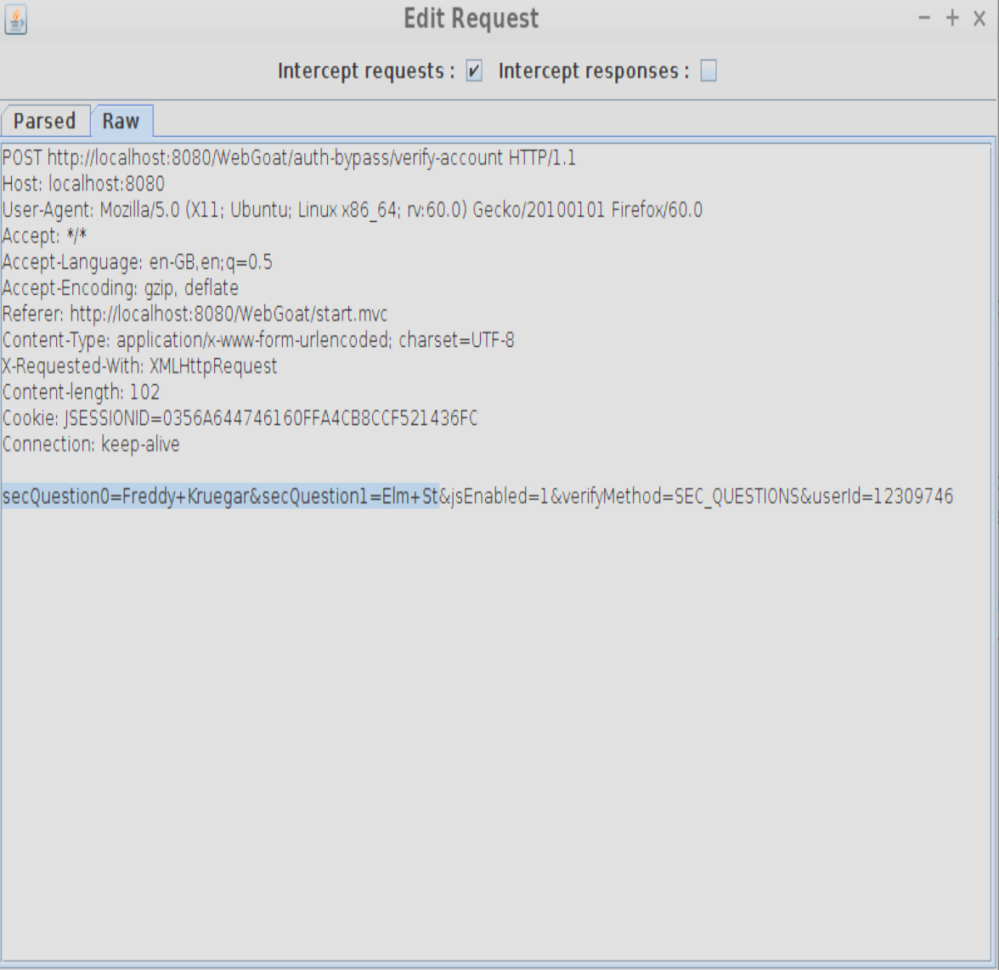 Edit Request
Intercept requests : Intercept responses :
Parsed Raw
POST http://localhost:8080/WebGoat/auth-bypass/verify-account HTTP/1.1
Host: localhost:8080
User-Agent: Mozilla/5.0 (X11; Ubuntu; Linux x86_64; rv:60.0) Gecko/20100101 Firefox/60.0
Accept: */*
Accept-Language: en-GB,en;q=0.5
Accept-Encoding: gzip, deflate
Referer: http://localhost:8080/WebGoat/start.mvc
Content-Type: application/x-www-form-urlencoded; charset=UTF-8
X-Requested-With: XMLHttpRequest
Content-length: 102
Cookie: JSESSIONID=0356A644746160FFA4CB8CCF521436FC
Connection: keep-alive
secQuestion0=Freddy+Kruegar&secQuestion1=Elm+St&jsEnabled=1&verifyMethod=SEC_QUESTIONS&userId=12309746